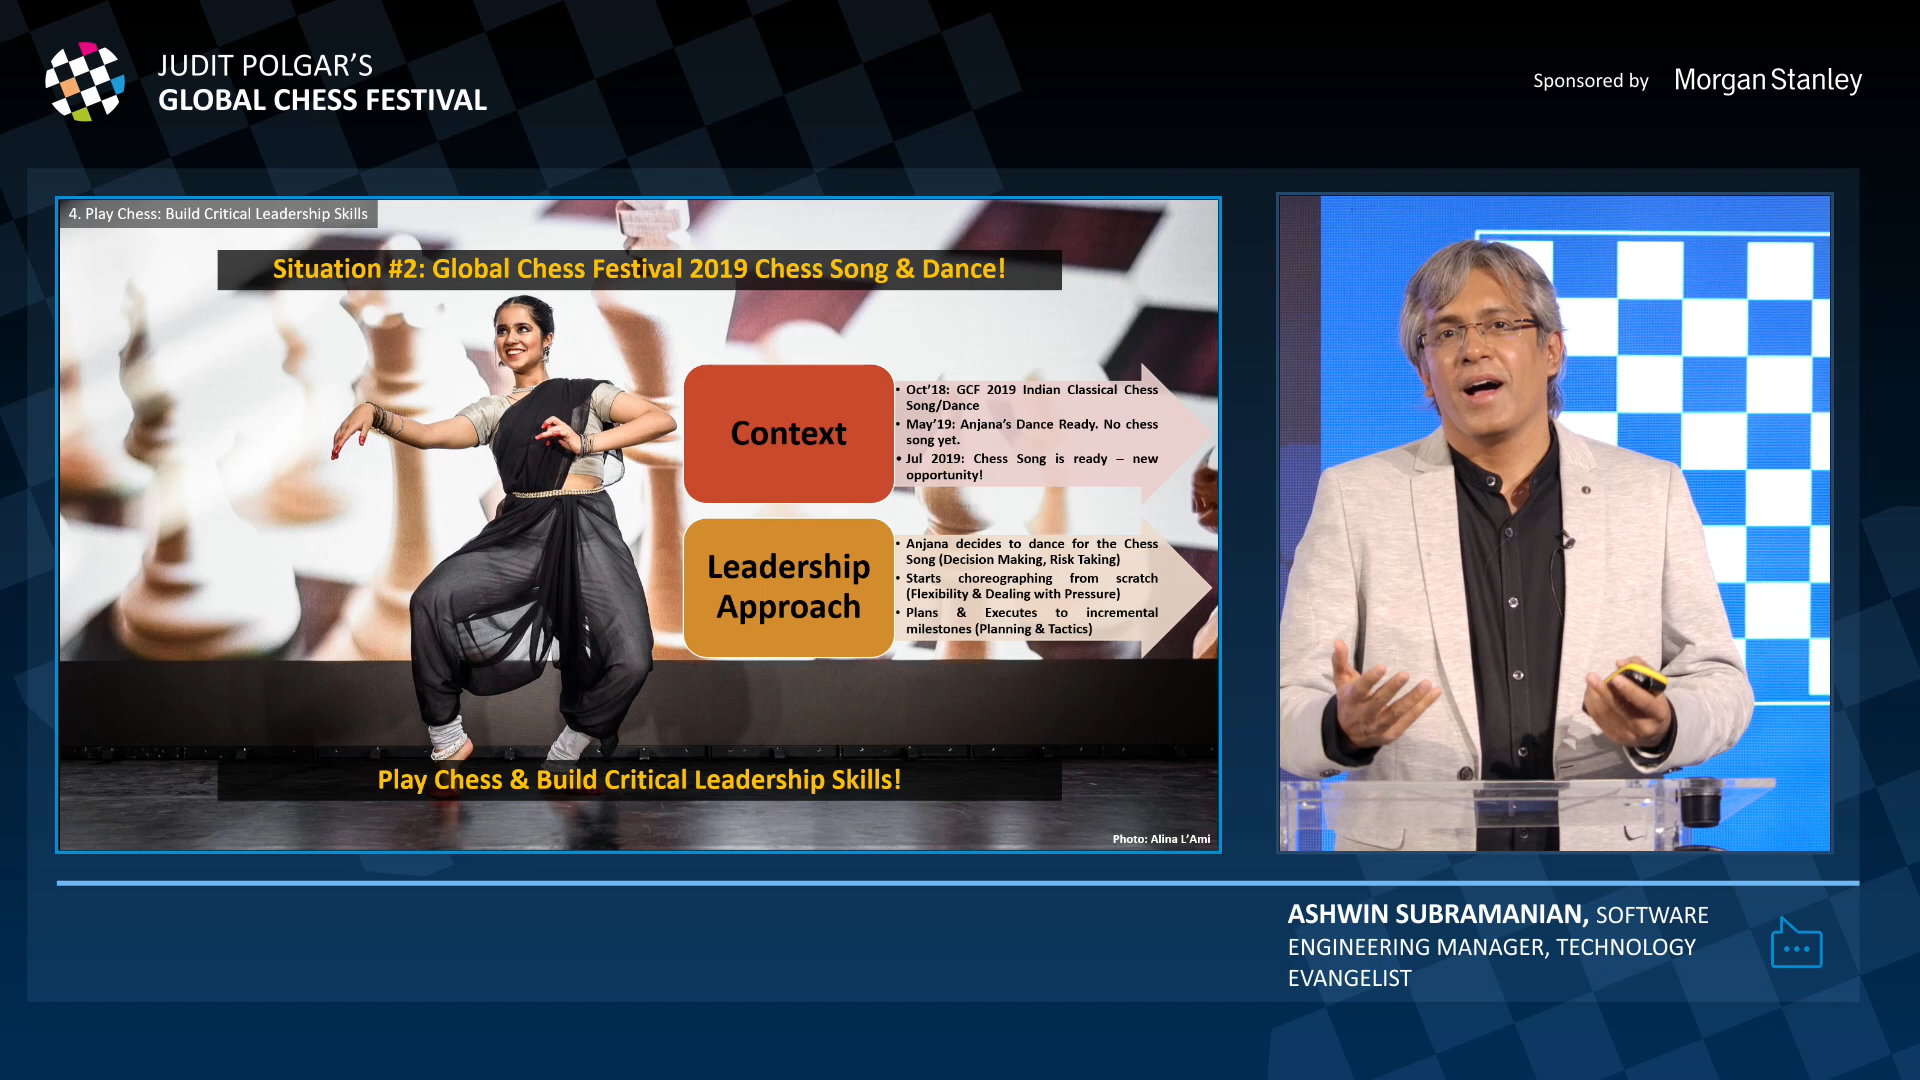 JUDIT POLGAR'S
GLOBAL CHESS FESTIVAL
Sponsored by Morgan Stanley
4. Play Chess: Build Critical Leadership Skills
Situation #2: Global Chess Festival 2019 Chess Song & Dance!
Context
• Oct'18: GCF 2019 Indian Classical Chess
Song/Dance
• May'19: Anjana's Dance Ready. No chess
song yet.
• Jul 2019: Chess Song is ready – new
opportunity!
Leadership
Approach
• Anjana decides to dance for the Chess
Song (Decision Making, Risk Taking)
• Starts choreographing from scratch
(Flexibility & Dealing with Pressure)
• Plans & Executes to incremental
milestones (Planning & Tactics)
Play Chess & Build Critical Leadership Skills!
Photo: Alina L'Ami
ASHWIN SUBRAMANIAN, SOFTWARE
ENGINEERING MANAGER, TECHNOLOGY
EVANGELIST